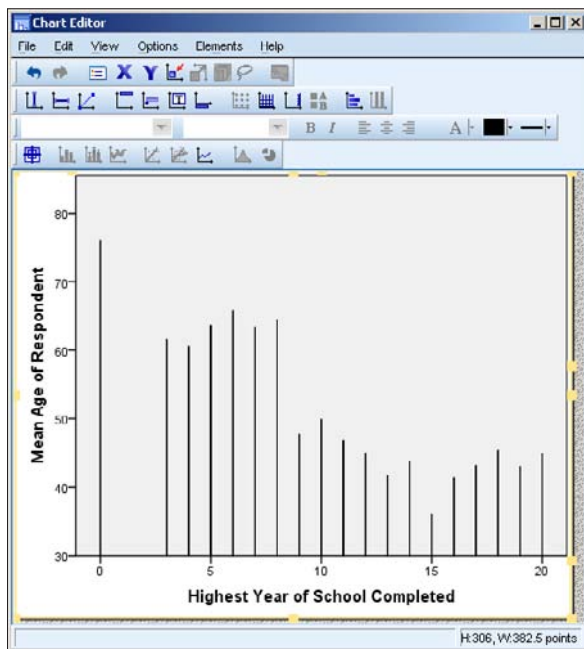 Chart Editor
File Edit View Options Elements Help
X Y
A B
B I A
80
70
60
50
40
30
Mean Age of Respondent
0 5 10 15 20
Highest Year of School Completed
H:306, W:382.5 points